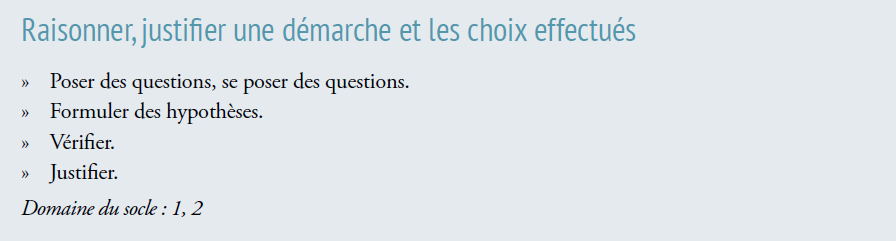 Raisonner, justifier une démarche et les choix effectués
» Poser des questions, se poser des questions.
» Formuler des hypothèses.
» Vérifier.
» Justifier.
Domaine du socle : 1, 2